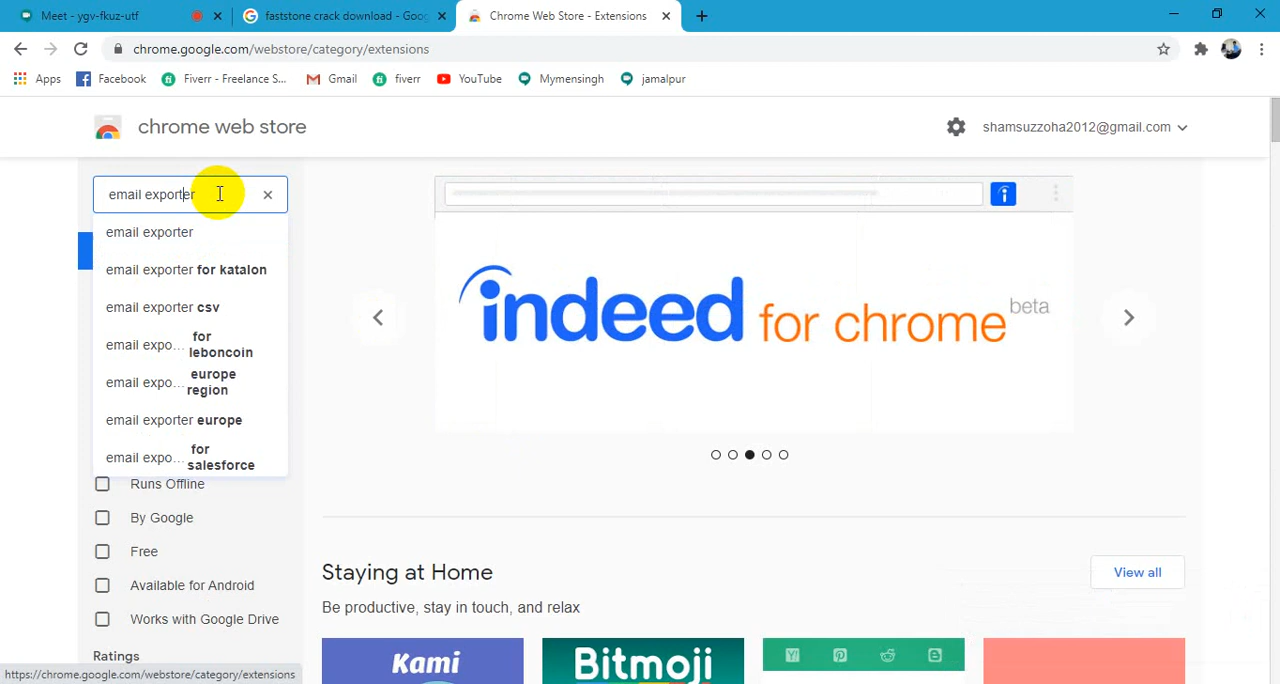 Meet - ygv-fkuz-utf
faststone crack download - Goo
Chrome Web Store - Extensions
chrome.google.com/webstore/category/extensions
Apps
Facebook
Fiverr - Freelance S...
Gmail
fiverr
YouTube
Mymensingh
jamalpur
chrome web store
shamsuzzoha2012@gmail.com
email exporter
email exporter
email exporter for katalon
email exporter csv
email expo... for leboncoin
email expo... europe region
email exporter europe
email expo... for salesforce
Runs Offline
By Google
Free
Available for Android
Works with Google Drive
Ratings
indeed for chrome beta
Staying at Home
View all
Be productive, stay in touch, and relax
Kami
Bitmoji
https://chrome.google.com/webstore/category/extensions